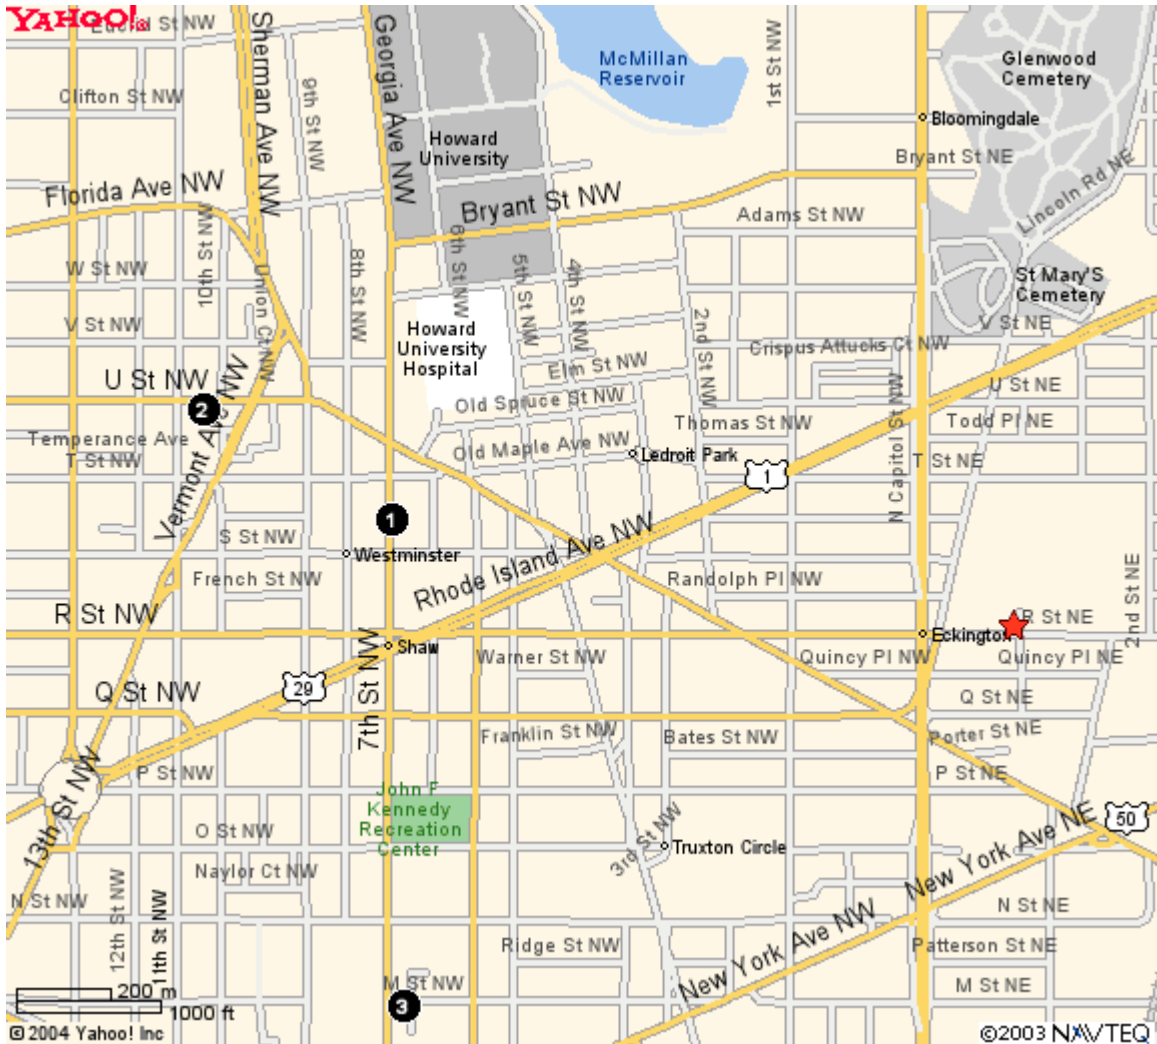 YAHOO!®
Euclid St NW
Sherman Ave NW
Georgia Ave NW
9th St NW
Clifton St NW
McMillan
Reservoir
1st St NW
Glenwood
Cemetery
Bloomingdale
Howard
University
Bryant St NE
Lincoln Rd NE
Florida Ave NW
Bryant St NW
Adams St NW
10th St NW
W St NW
8th St NW
6th St NW
5th St NW
4th St NW
2nd St NW
St Mary'S
Cemetery
Union Ct NW
V St NW
V St NE
Howard
University
Hospital
Crispus Attucks Ct NW
Elm St NW
U St NW
U St NE
2
Old Spruce St NW
Thomas St NW
Todd Pl NE
Temperance Ave
T St NW
Old Maple Ave NW
Ledroit Park
T St NE
N Capitol St NW
1
Vermont Ave NW
1
S St NW
Westminster
Rhode Island Ave NW
French St NW
Randolph Pl NW
2nd St NE
R St NW
R St NE
Eckington
Shaw
Warner St NW
Quincy Pl NW
Quincy Pl NE
29
7th St NW
Q St NW
Q St NE
Franklin St NW
Bates St NW
Porter St NE
P St NW
P St NE
13th St NW
John F
Kennedy
Recreation
Center
O St NW
3rd St NW
Truxton Circle
50
New York Ave NE
Naylor Ct NW
N St NW
12th St NW
11th St NW
N St NE
Ridge St NW
New York Ave NW
Patterson St NE
M St NW
M St NE
3
200 m
1000 ft
©2004 Yahoo! Inc
©2003 NAVTEQ